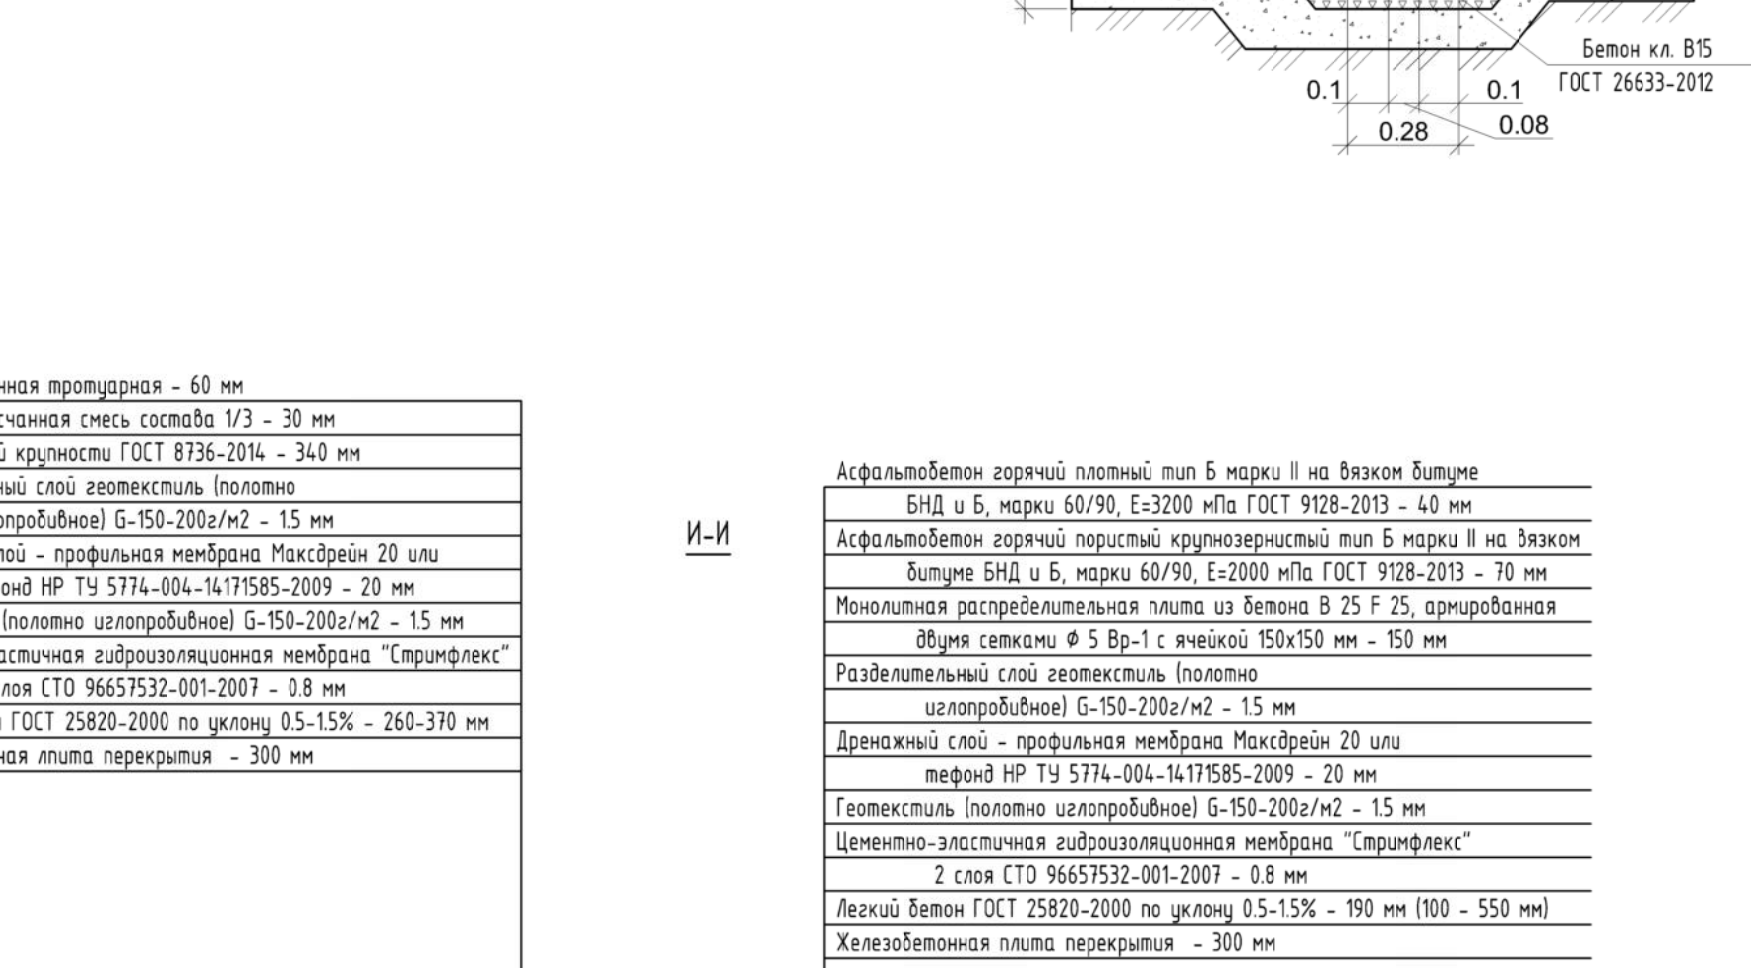 Бетон кл. В15
ГОСТ 26633-2012
0.1
0.1
0.28
0.08
нная тротуарная - 60 мм
счанная смесь состава 1/3 - 30 мм
й крупности ГОСТ 8736-2014 - 340 мм
ный слой геотекстиль (полотно
опробивное) G-150-200г/м2 - 1.5 мм
лой - профильная мембрана Максдрейн 20 или
онд НР ТУ 5774-004-14171585-2009 - 20 мм
(полотно иглопробивное) G-150-200г/м2 - 1.5 мм
астичная гидроизоляционная мембрана "Стримфлекс"
лоя СТО 96657532-001-2007 - 0.8 мм
ГОСТ 25820-2000 по уклону 0.5-1.5% - 260-370 мм
ная лпита перекрытия - 300 мм
И-И
Асфальтобетон горячий плотный тип Б марки II на вязком битуме
БНД и Б, марки 60/90, Е=3200 мПа ГОСТ 9128-2013 - 40 мм
Асфальтобетон горячий пористый крупнозернистый тип Б марки II на вязком
битуме БНД и Б, марки 60/90, Е=2000 мПа ГОСТ 9128-2013 - 70 мм
Монолитная распределительная плита из бетона В 25 F 25, армированная
двумя сетками Ф 5 Вр-1 с ячейкой 150х150 мм - 150 мм
Разделительный слой геотекстиль (полотно
иглопробивное) G-150-200г/м2 - 1.5 мм
Дренажный слой - профильная мембрана Максдрейн 20 или
тефонд НР ТУ 5774-004-14171585-2009 - 20 мм
Геотекстиль (полотно иглопробивное) G-150-200г/м2 - 1.5 мм
Цементно-эластичная гидроизоляционная мембрана "Стримфлекс"
2 слоя СТО 96657532-001-2007 - 0.8 мм
Легкий бетон ГОСТ 25820-2000 по уклону 0.5-1.5% - 190 мм (100 - 550 мм)
Железобетонная плита перекрытия - 300 мм